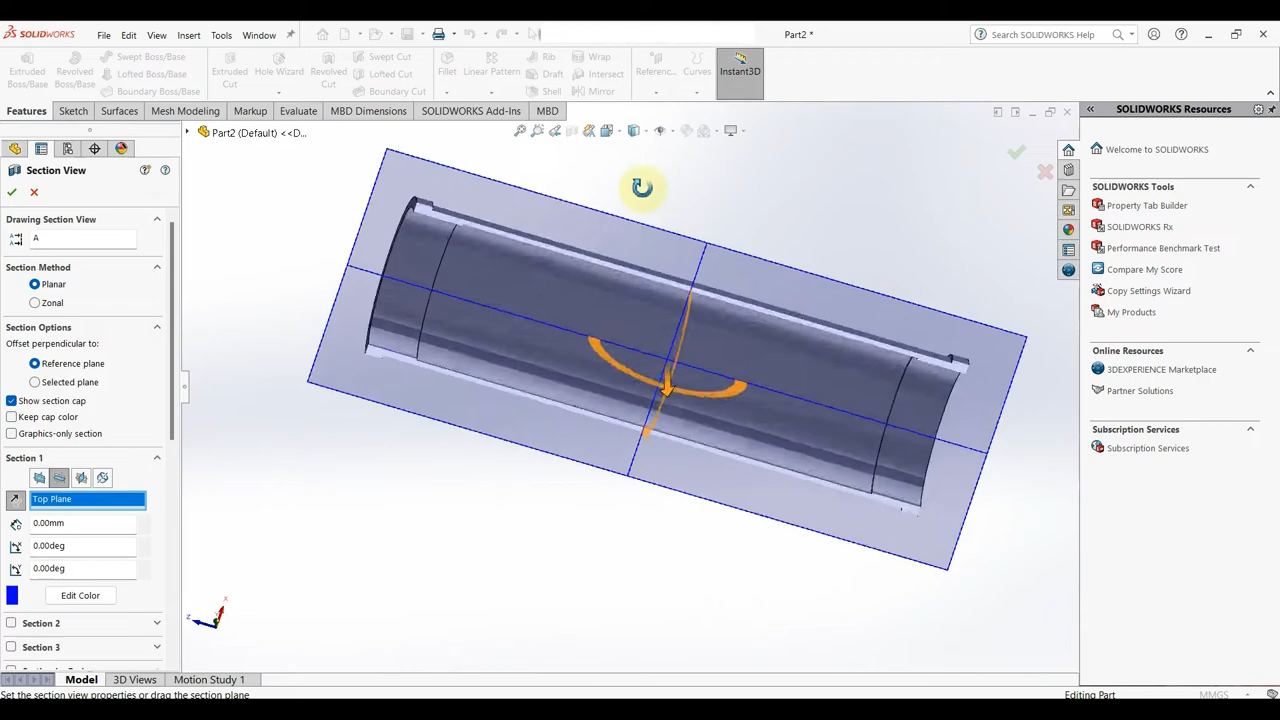 SOLIDWORKS File Edit View Insert Tools Window Part2 * Search SOLIDWORKS Help
Extruded Boss/Base Revolved Boss/Base Swept Boss/Base Lofted Boss/Base Boundary Boss/Base Extruded Cut Hole Wizard Revolved Cut Swept Cut Lofted Cut Boundary Cut Fillet Linear Pattern Rib Draft Shell Wrap Intersect Mirror Referenc... Curves Instant3D
Features Sketch Surfaces Mesh Modeling Markup Evaluate MBD Dimensions SOLIDWORKS Add-Ins MBD
Part2 (Default) <<D...
Section View
Drawing Section View
A
Section Method
Planar
Zonal
Section Options
Offset perpendicular to:
Reference plane
Selected plane
Show section cap
Keep cap color
Graphics-only section
Section 1
Top Plane
0.00mm
0.00deg
0.00deg
Edit Color
Section 2
Section 3
z
x
SOLIDWORKS Resources
Welcome to SOLIDWORKS
SOLIDWORKS Tools
Property Tab Builder
SOLIDWORKS Rx
Performance Benchmark Test
Compare My Score
Copy Settings Wizard
My Products
Online Resources
3DEXPERIENCE Marketplace
Partner Solutions
Subscription Services
Subscription Services
Model 3D Views Motion Study 1
Set the section view properties or drag the section plane Editing Part MMGS